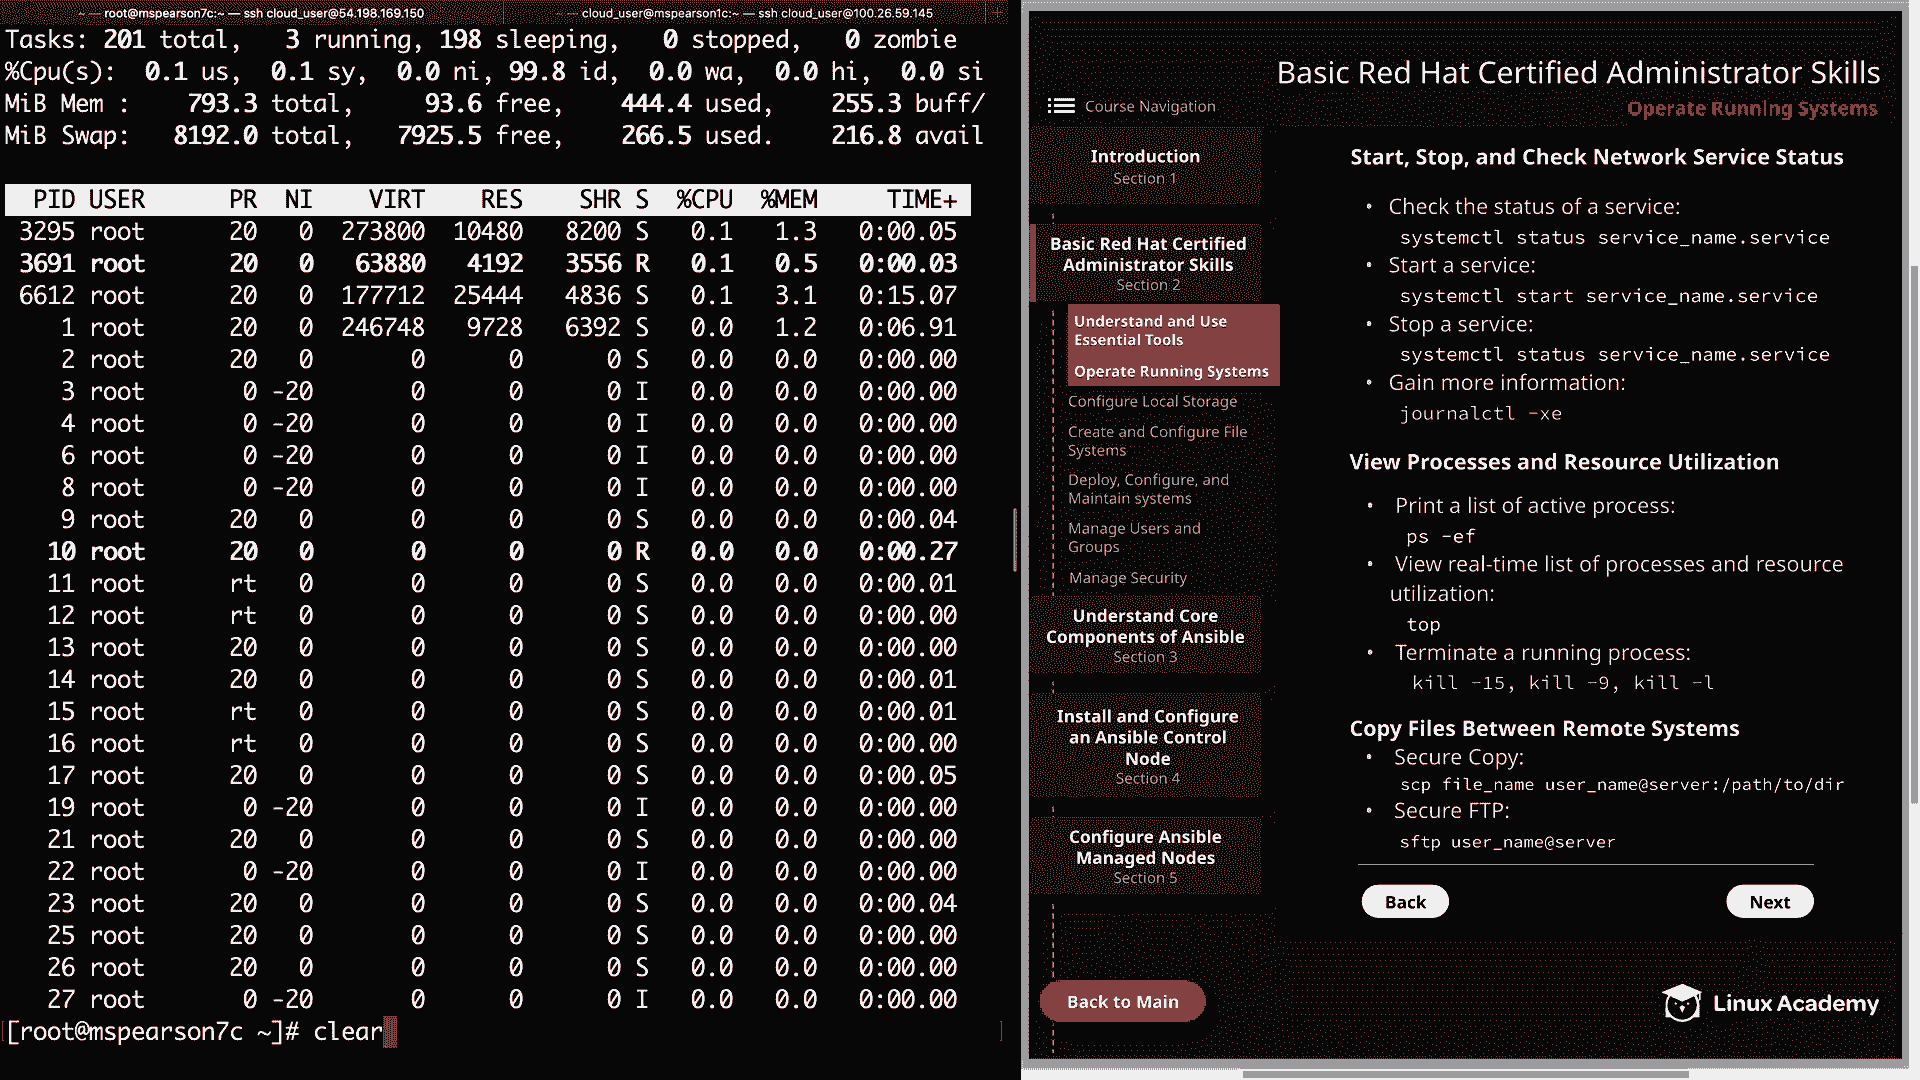 ~ — root@mspearson7c:~ — ssh cloud_user@54.198.169.150
— cloud_user@mspearson1c:~ — ssh cloud_user@100.26.59.145
Tasks: 201 total,   3 running, 198 sleeping,   0 stopped,   0 zombie
%Cpu(s):  0.1 us,  0.1 sy,  0.0 ni, 99.8 id,  0.0 wa,  0.0 hi,  0.0 si
MiB Mem :    793.3 total,     93.6 free,    444.4 used,    255.3 buff/
MiB Swap:   8192.0 total,   7925.5 free,    266.5 used.    216.8 avail
PID USER      PR  NI    VIRT    RES    SHR S  %CPU  %MEM     TIME+
3295 root      20   0  273800  10480   8200 S   0.1   1.3   0:00.05
3691 root      20   0   63880   4192   3556 R   0.1   0.5   0:00.03
6612 root      20   0  177712  25444   4836 S   0.1   3.1   0:15.07
1 root      20   0  246748   9728   6392 S   0.0   1.2   0:06.91
2 root      20   0       0      0      0 S   0.0   0.0   0:00.00
3 root       0 -20       0      0      0 I   0.0   0.0   0:00.00
4 root       0 -20       0      0      0 I   0.0   0.0   0:00.00
6 root       0 -20       0      0      0 I   0.0   0.0   0:00.00
8 root       0 -20       0      0      0 I   0.0   0.0   0:00.00
9 root      20   0       0      0      0 S   0.0   0.0   0:00.04
10 root      20   0       0      0      0 R   0.0   0.0   0:00.27
11 root      rt   0       0      0      0 S   0.0   0.0   0:00.01
12 root      rt   0       0      0      0 S   0.0   0.0   0:00.00
13 root      20   0       0      0      0 S   0.0   0.0   0:00.00
14 root      20   0       0      0      0 S   0.0   0.0   0:00.01
15 root      rt   0       0      0      0 S   0.0   0.0   0:00.01
16 root      rt   0       0      0      0 S   0.0   0.0   0:00.00
17 root      20   0       0      0      0 S   0.0   0.0   0:00.05
19 root       0 -20       0      0      0 I   0.0   0.0   0:00.00
21 root      20   0       0      0      0 S   0.0   0.0   0:00.00
22 root       0 -20       0      0      0 I   0.0   0.0   0:00.00
23 root      20   0       0      0      0 S   0.0   0.0   0:00.04
25 root      20   0       0      0      0 S   0.0   0.0   0:00.00
26 root      20   0       0      0      0 S   0.0   0.0   0:00.00
27 root       0 -20       0      0      0 I   0.0   0.0   0:00.00
[root@mspearson7c ~]# clear
Basic Red Hat Certified Administrator Skills
Operate Running Systems
Course Navigation
Introduction
Section 1
Basic Red Hat Certified
Administrator Skills
Section 2
Understand and Use
Essential Tools
Operate Running Systems
Configure Local Storage
Create and Configure File
Systems
Deploy, Configure, and
Maintain systems
Manage Users and
Groups
Manage Security
Understand Core
Components of Ansible
Section 3
Install and Configure
an Ansible Control
Node
Section 4
Configure Ansible
Managed Nodes
Section 5
Back to Main
Start, Stop, and Check Network Service Status
• Check the status of a service:
systemctl status service_name.service
• Start a service:
systemctl start service_name.service
• Stop a service:
systemctl status service_name.service
• Gain more information:
journalctl -xe
View Processes and Resource Utilization
• Print a list of active process:
ps -ef
• View real-time list of processes and resource
utilization:
top
• Terminate a running process:
kill -15, kill -9, kill -l
Copy Files Between Remote Systems
• Secure Copy:
scp file_name user_name@server:/path/to/dir
• Secure FTP:
sftp user_name@server
Back
Next
Linux Academy